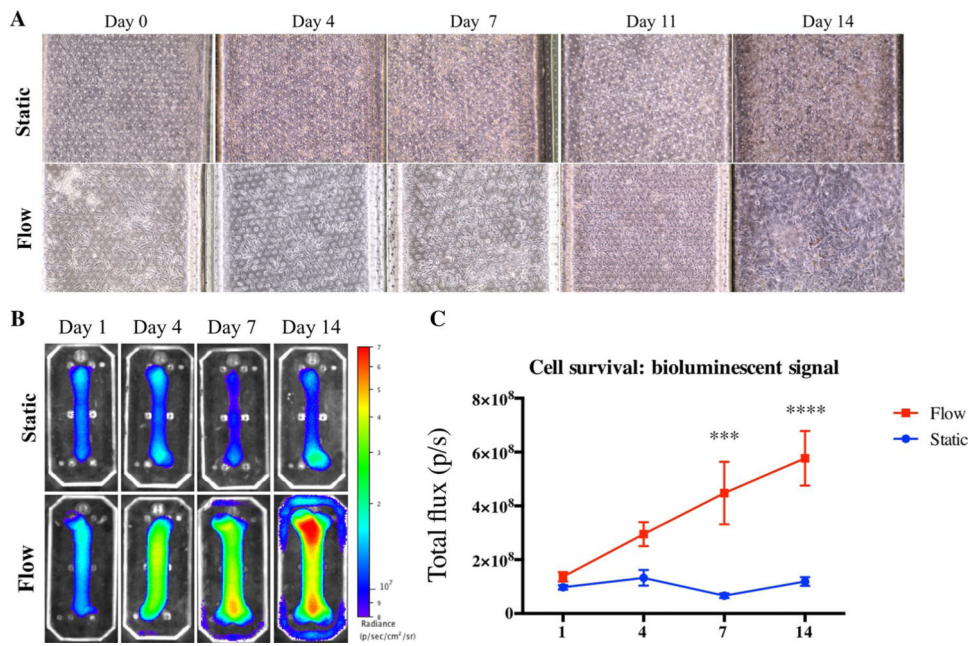 A
Day 0 Day 4 Day 7 Day 11 Day 14
Static
Flow
B
Day 1 Day 4 Day 7 Day 14
Static
Flow
7
6
5
4
3
2
10⁷
9
8
Radiance
(p/sec/cm²/sr)
C
Cell survival: bioluminescent signal
Total flux (p/s)
8×10⁸
6×10⁸
4×10⁸
2×10⁸
0
1 4 7 14
***
****
Flow
Static